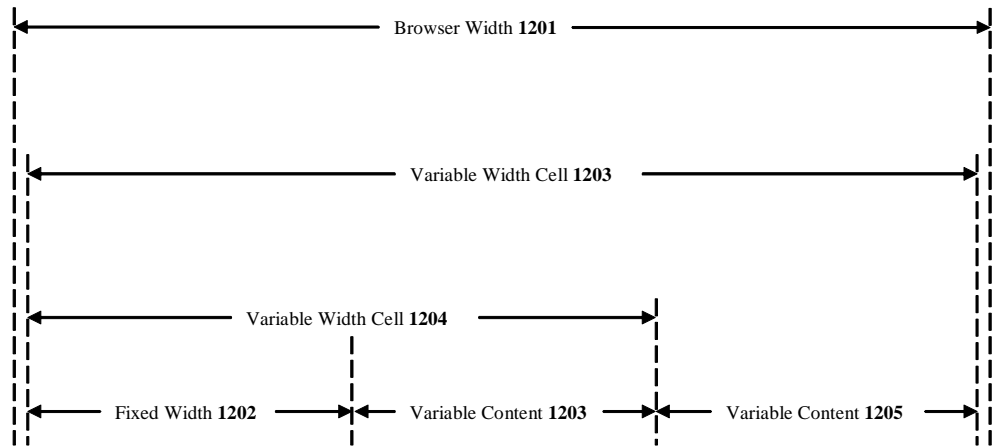 Browser Width 1201
Variable Width Cell 1203
Variable Width Cell 1204
Fixed Width 1202
Variable Content 1203
Variable Content 1205